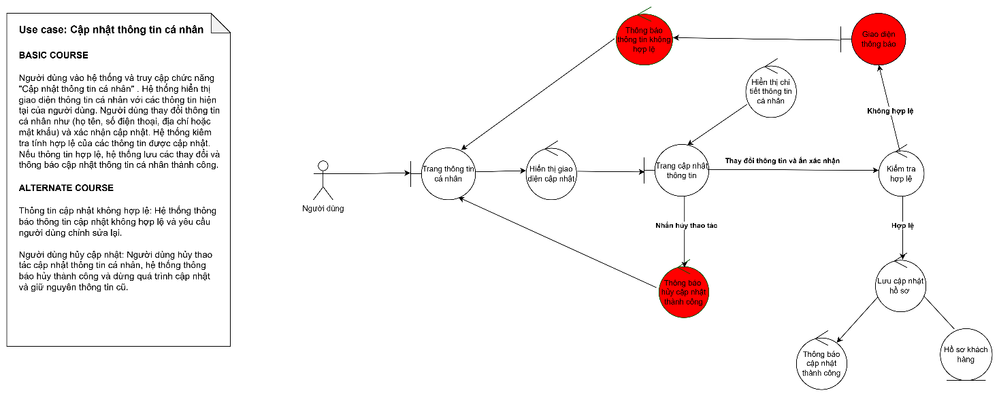 Use case: Cập nhật thông tin cá nhân
BASIC COURSE
Người dùng vào hệ thống và truy cập chức năng
"Cập nhật thông tin cá nhân" . Hệ thống hiển thị
giao diện thông tin cá nhân với các thông tin hiện
tại của người dùng. Người dùng thay đổi thông tin
cá nhân như (họ tên, số điện thoại, địa chỉ hoặc
mật khẩu) và xác nhận cập nhật. Hệ thống kiểm
tra tính hợp lệ của các thông tin được cập nhật.
Nếu thông tin hợp lệ, hệ thống lưu các thay đổi và
thông báo cập nhật thông tin cá nhân thành công.
ALTERNATE COURSE
Thông tin cập nhật không hợp lệ: Hệ thống thông
báo thông tin cập nhật không hợp lệ và yêu cầu
người dùng chỉnh sửa lại.
Người dùng hủy cập nhật: Người dùng hủy thao
tác cập nhật thông tin cá nhân, hệ thống thông
báo hủy thành công và dừng quá trình cập nhật
và giữ nguyên thông tin cũ.
Thông báo
thông tin không
hợp lệ
Giao diện
thông báo
Hiển thị chi
tiết thông tin
cá nhân
Không hợp lệ
Người dùng
Trang thông tin
cá nhân
Hiển thị giao
diện cập nhật
Trang cập nhật
thông tin
Thay đổi thông tin và ấn xác nhận
Kiểm tra
hợp lệ
Nhấn hủy thao tác
Hợp lệ
Thông báo
hủy cập nhật
thành công
Lưu cập nhật
hồ sơ
Thông báo
cập nhật
thành công
Hồ sơ khách
hàng